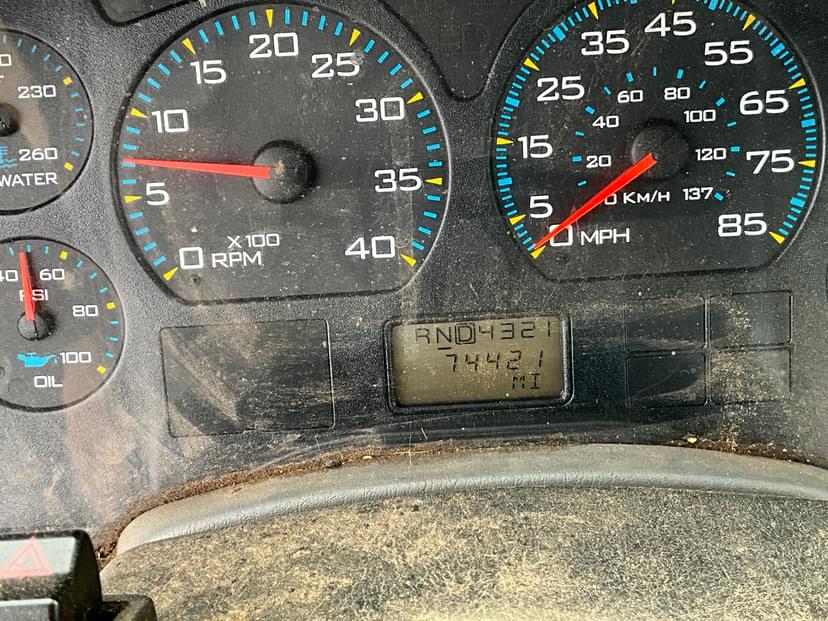 230
260
WATER
40 60 80 100
PSI
OIL
0 5 10 15 20 25 30 35 40
X 100
RPM
0 5 15 25 35 45 55 65 75 85
MPH
0 20 40 60 80 100 120 137
KM/H
RND4321
74421
MI